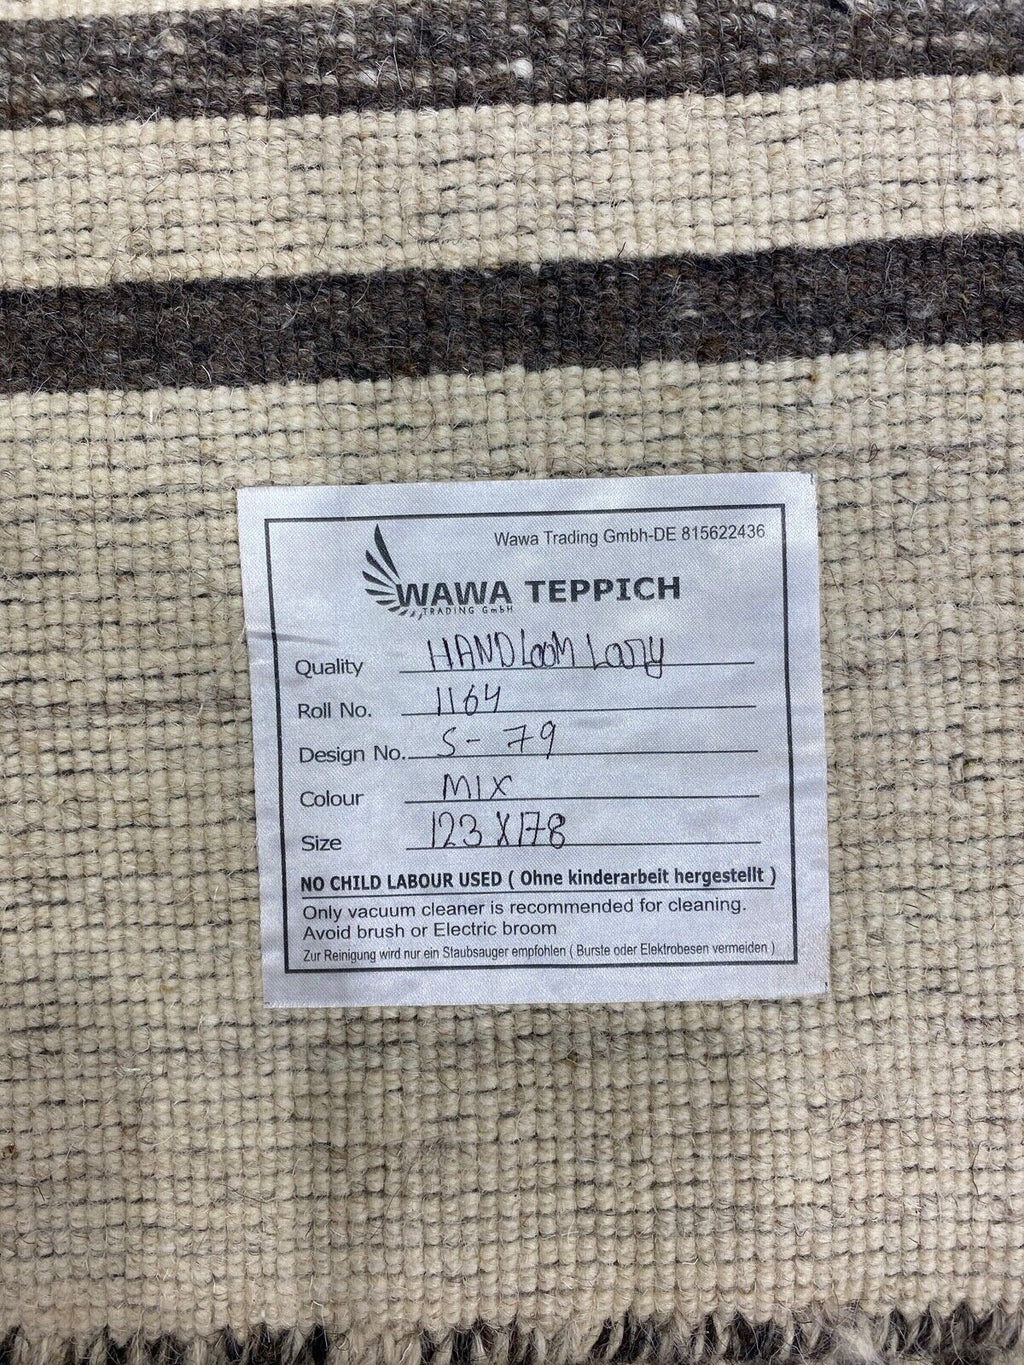 Wawa Trading Gmbh-DE 815622436
WAWA TEPPICH
TRADING GmbH
Quality HANDLOOM LOORY
Roll No. 1164
Design No. S-79
Colour MIX
Size 123 X 178
NO CHILD LABOUR USED ( Ohne kinderarbeit hergestellt )
Only vacuum cleaner is recommended for cleaning.
Avoid brush or Electric broom
Zur Reinigung wird nur ein Staubsauger empfohlen ( Burste oder Elektrobesen vermeiden )